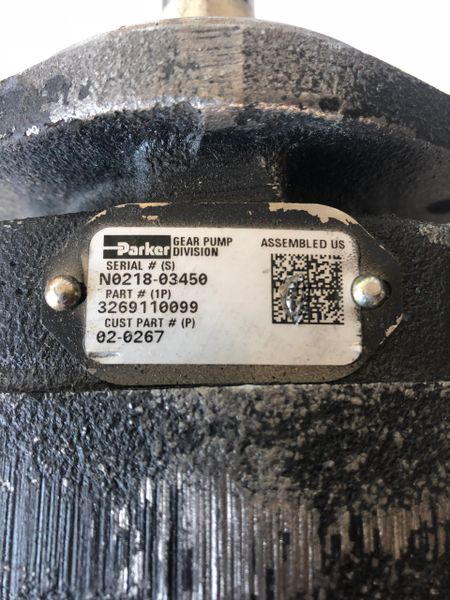 Parker GEAR PUMP DIVISION
ASSEMBLED US
SERIAL # (S)
N0218-03450
PART # (1P)
3269110099
CUST PART # (P)
02-0267